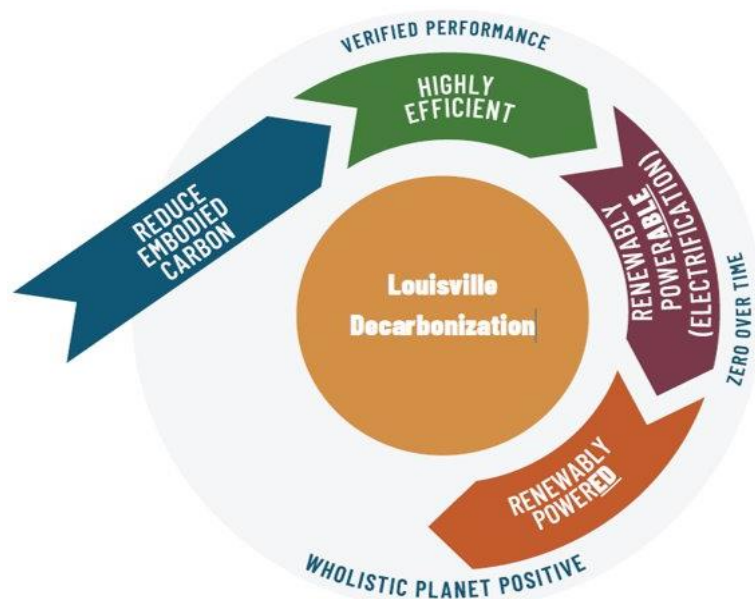 VERIFIED PERFORMANCE
HIGHLY
EFFICIENT
REDUCE
EMBODIED
CARBON
RENEWABLY
POWERABLE
(ELECTRIFICATION)
Louisville
Decarbonization
ZERO OVER TIME
RENEWABLY
POWERED
WHOLISTIC PLANET POSITIVE